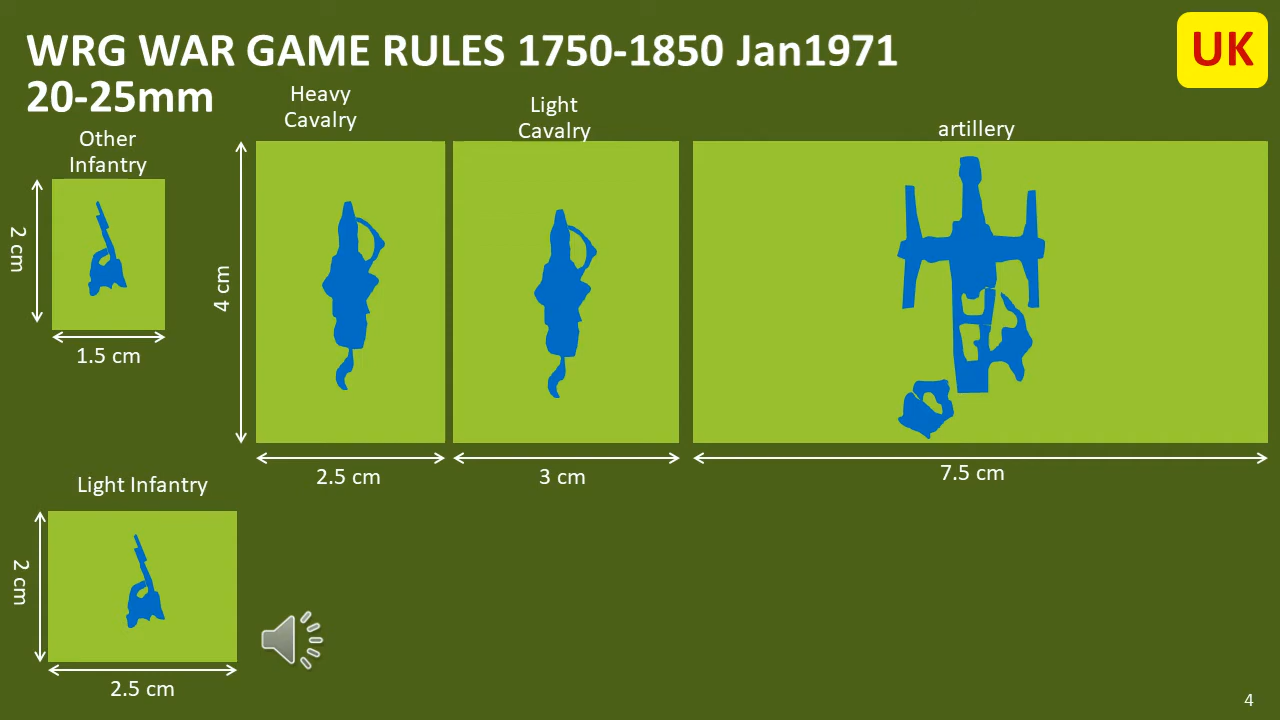 WRG WAR GAME RULES 1750-1850 Jan1971
20-25mm
UK
Other
Infantry
Heavy
Cavalry
Light
Cavalry
artillery
2 cm
1.5 cm
4 cm
2.5 cm
3 cm
7.5 cm
Light Infantry
2 cm
2.5 cm
4